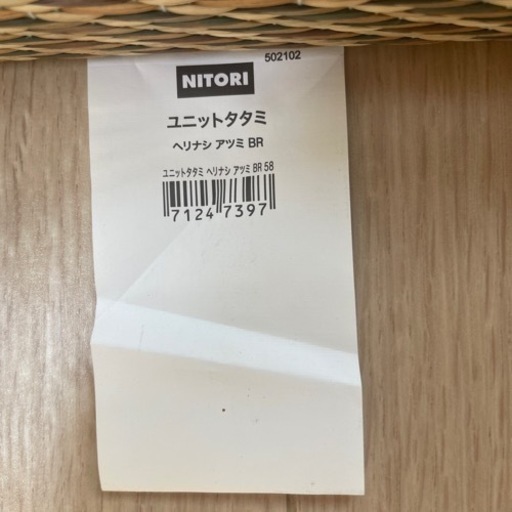 502102
NITORI
ユニットタタミ
ヘリナシ アツミ BR
ユニットタタミ ヘリナシ アツミ BR 58
7124 7397